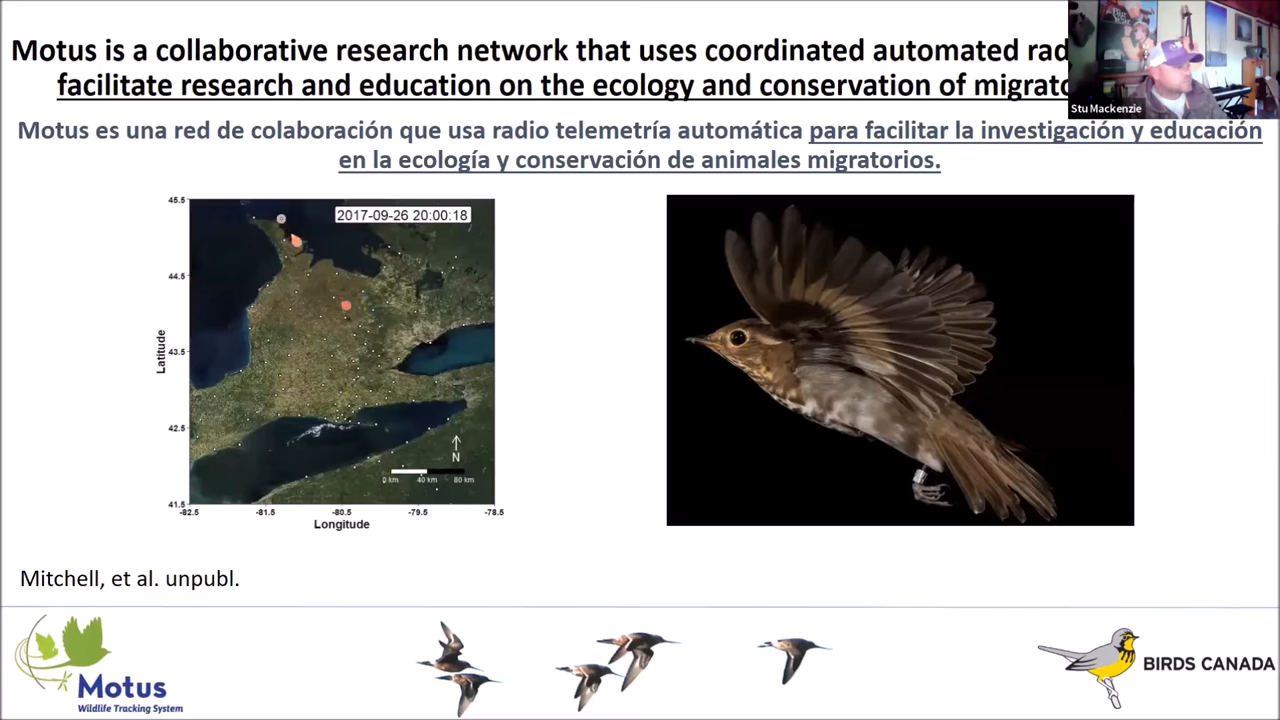 Motus is a collaborative research network that uses coordinated automated
facilitate research and education on the ecology and conservation of
Stu Mackenzie
Motus es una red de colaboración que usa radio telemetría automática para facilitar la investigación y educación
en la ecología y conservación de animales migratorios.
2017-09-26 20:00:18
45.5
44.5
43.5
42.5
41.5
Latitude
N
0 km 40 km 80 km
-82.5 -81.5 -80.5 -79.5 -78.5
Longitude
Mitchell, et al. unpubl.
Motus
Wildlife Tracking System
BIRDS CANADA